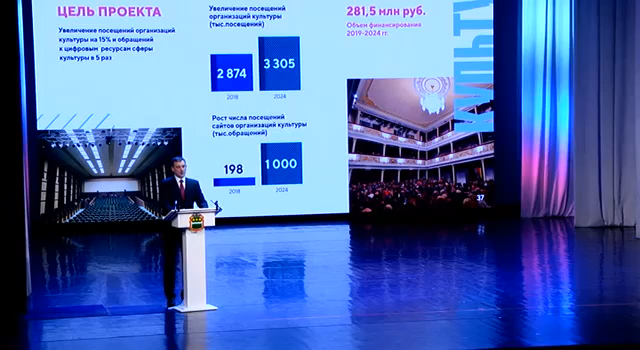 ЦЕЛЬ ПРОЕКТА
Увеличение посещений организаций
культуры на 15% и обращений
к цифровым ресурсам сферы
культуры в 5 раз
Увеличение посещений
организаций культуры
(тыс.посещений)
2 874
3 305
2018
2024
Рост числа посещений
сайтов организаций культуры
(тыс.обращений)
198
1 000
2018
2024
281,5 млн руб.
Объем финансирования
2019-2024 гг.
37